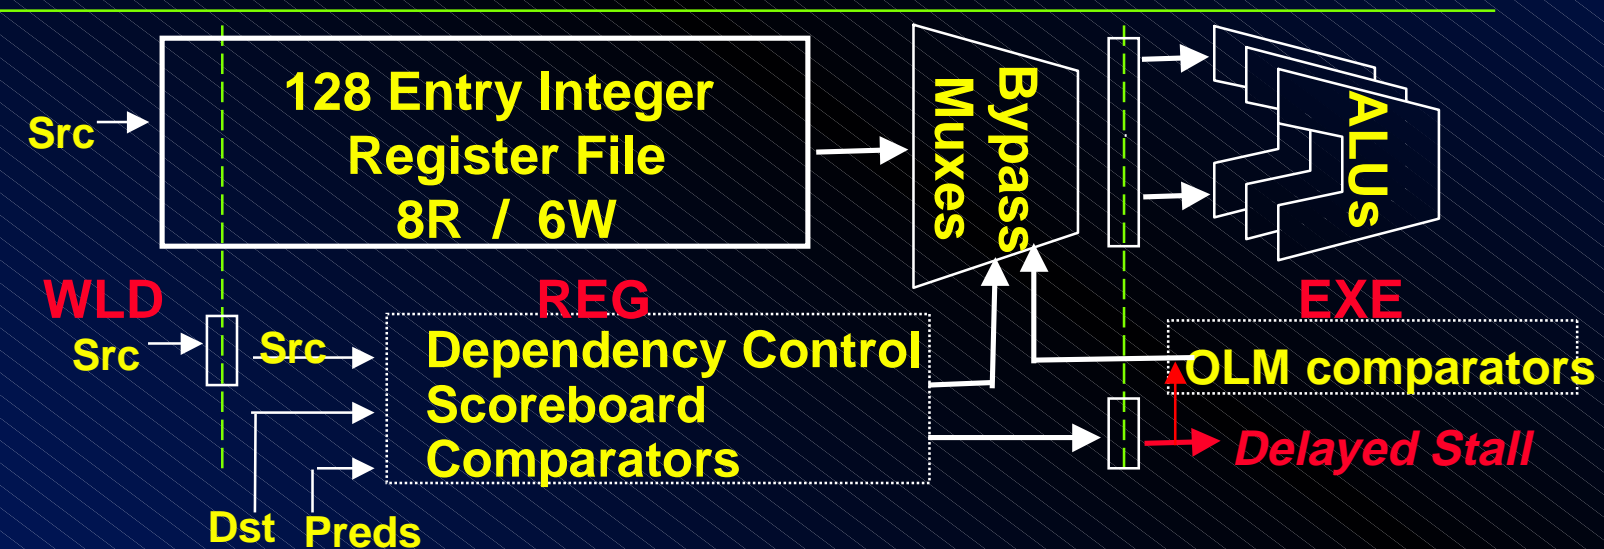 128 Entry Integer
Register File
8R / 6W
Src
Bypass
Muxes
ALUs
WLD
REG
EXE
Src
Src
Dependency Control
Scoreboard
Comparators
OLM comparators
Delayed Stall
Dst
Preds